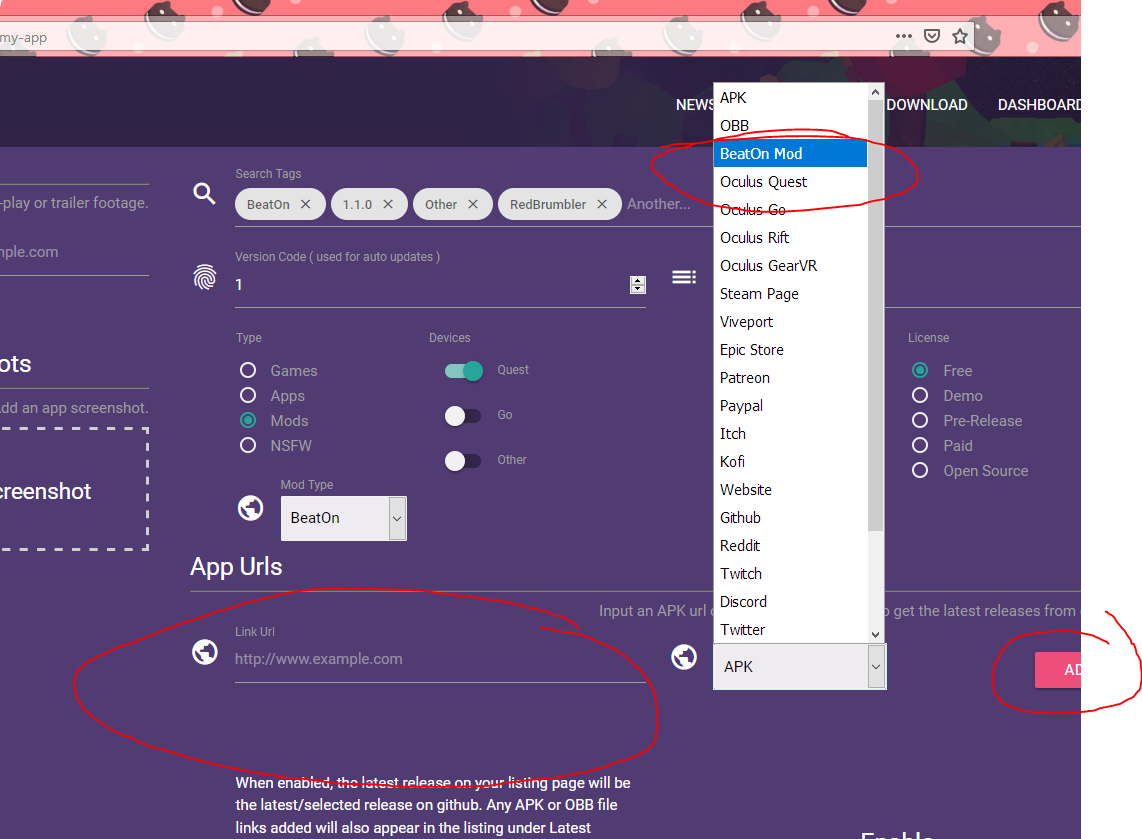 my-app
NEWS
DOWNLOAD
DASHBOARD
APK
OBB
BeatOn Mod
Oculus Quest
Oculus Go
Oculus Rift
Oculus GearVR
Steam Page
Viveport
Epic Store
Patreon
Paypal
Itch
Kofi
Website
Github
Reddit
Twitch
Discord
Twitter
APK
-play or trailer footage.
mple.com
ots
dd an app screenshot.
creenshot
Search Tags
BeatOn
1.1.0
Other
RedBrumbler
Another...
Version Code ( used for auto updates )
1
Type
Games
Apps
Mods
NSFW
Devices
Quest
Go
Other
License
Free
Demo
Pre-Release
Paid
Open Source
Mod Type
BeatOn
App Urls
Input an APK url
to get the latest releases from
Link Url
http://www.example.com
AD
When enabled, the latest release on your listing page will be
the latest/selected release on github. Any APK or OBB file
links added will also appear in the listing under Latest
Enable